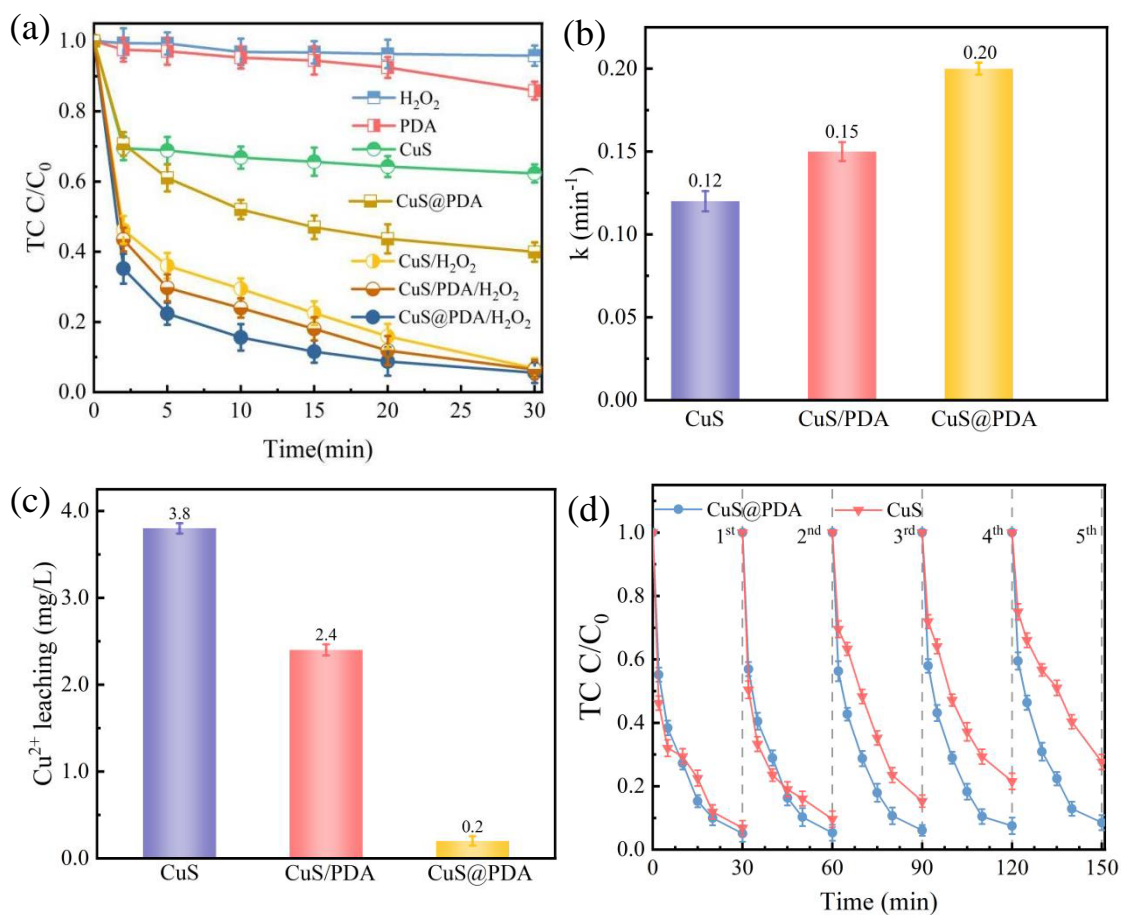 (a)
1.0
0.8
0.6
0.4
0.2
0.0
TC C/C₀
H₂O₂
PDA
CuS
CuS@PDA
CuS/H₂O₂
CuS/PDA/H₂O₂
CuS@PDA/H₂O₂
0 5 10 15 20 25 30
Time(min)
(b)
0.20
0.15
0.10
0.05
0.00
k (min⁻¹)
0.12
0.15
0.20
CuS CuS/PDA CuS@PDA
(c)
4.0
3.0
2.0
1.0
0.0
Cu²⁺ leaching (mg/L)
3.8
2.4
0.2
CuS CuS/PDA CuS@PDA
(d)
CuS@PDA CuS
1ˢᵗ 2ⁿᵈ 3ʳᵈ 4ᵗʰ 5ᵗʰ
1.0
0.8
0.6
0.4
0.2
0.0
TC C/C₀
0 30 60 90 120 150
Time (min)